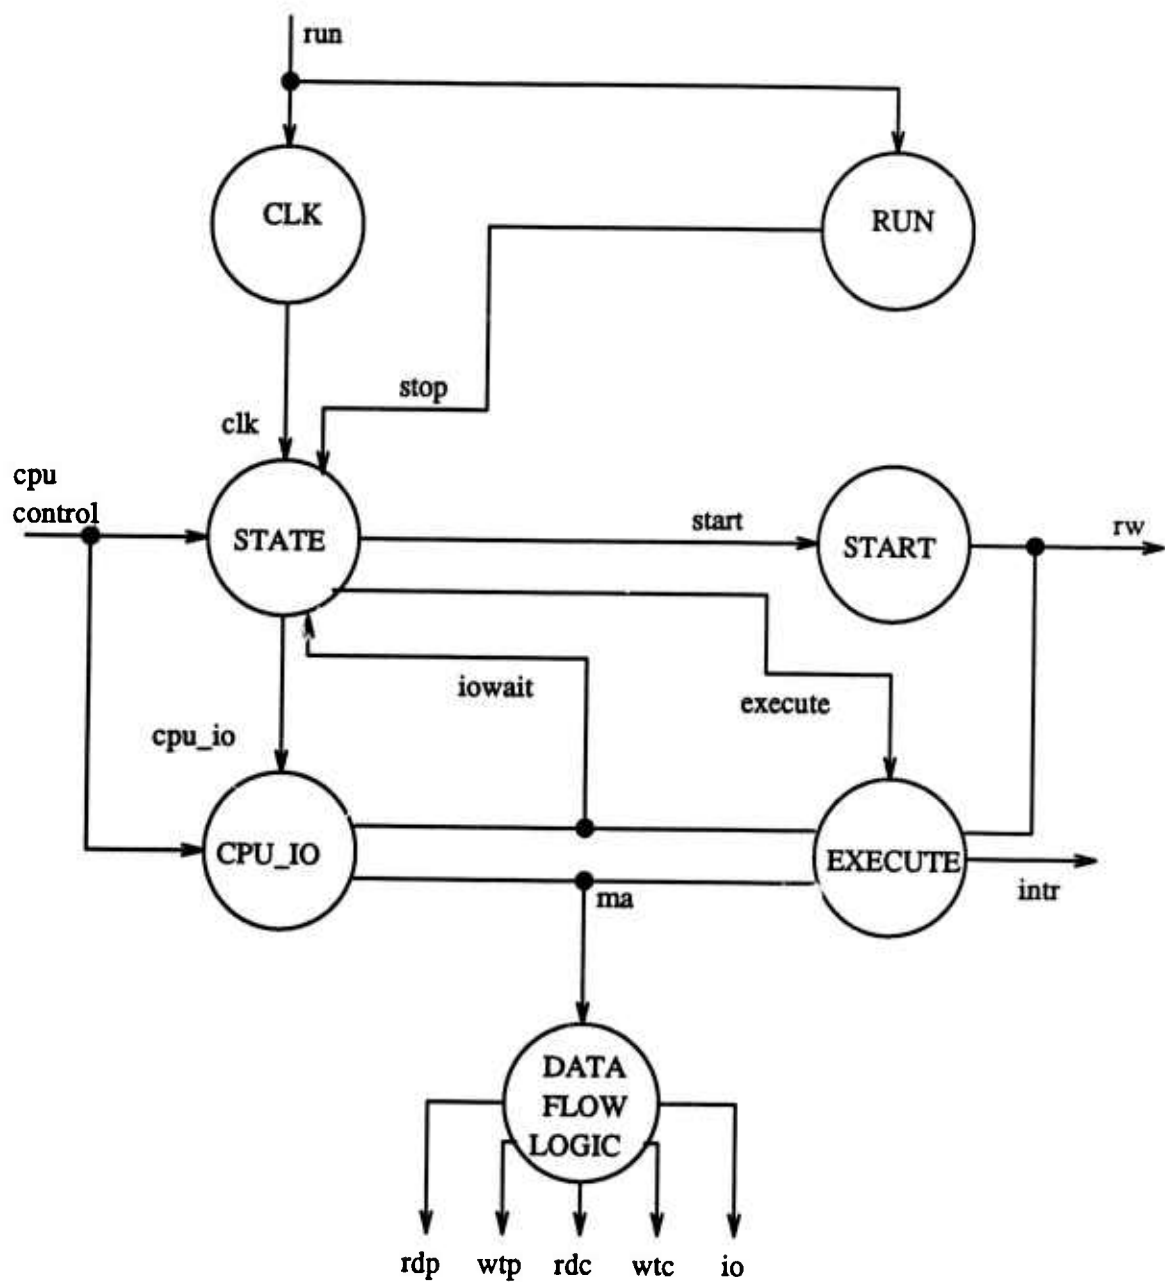 run
CLK
RUN
stop
clk
cpu
control
start
rw
STATE
START
iowait
execute
cpu_io
CPU_IO
EXECUTE
intr
ma
DATA
FLOW
LOGIC
rdp
wtp
rdc
wtc
io